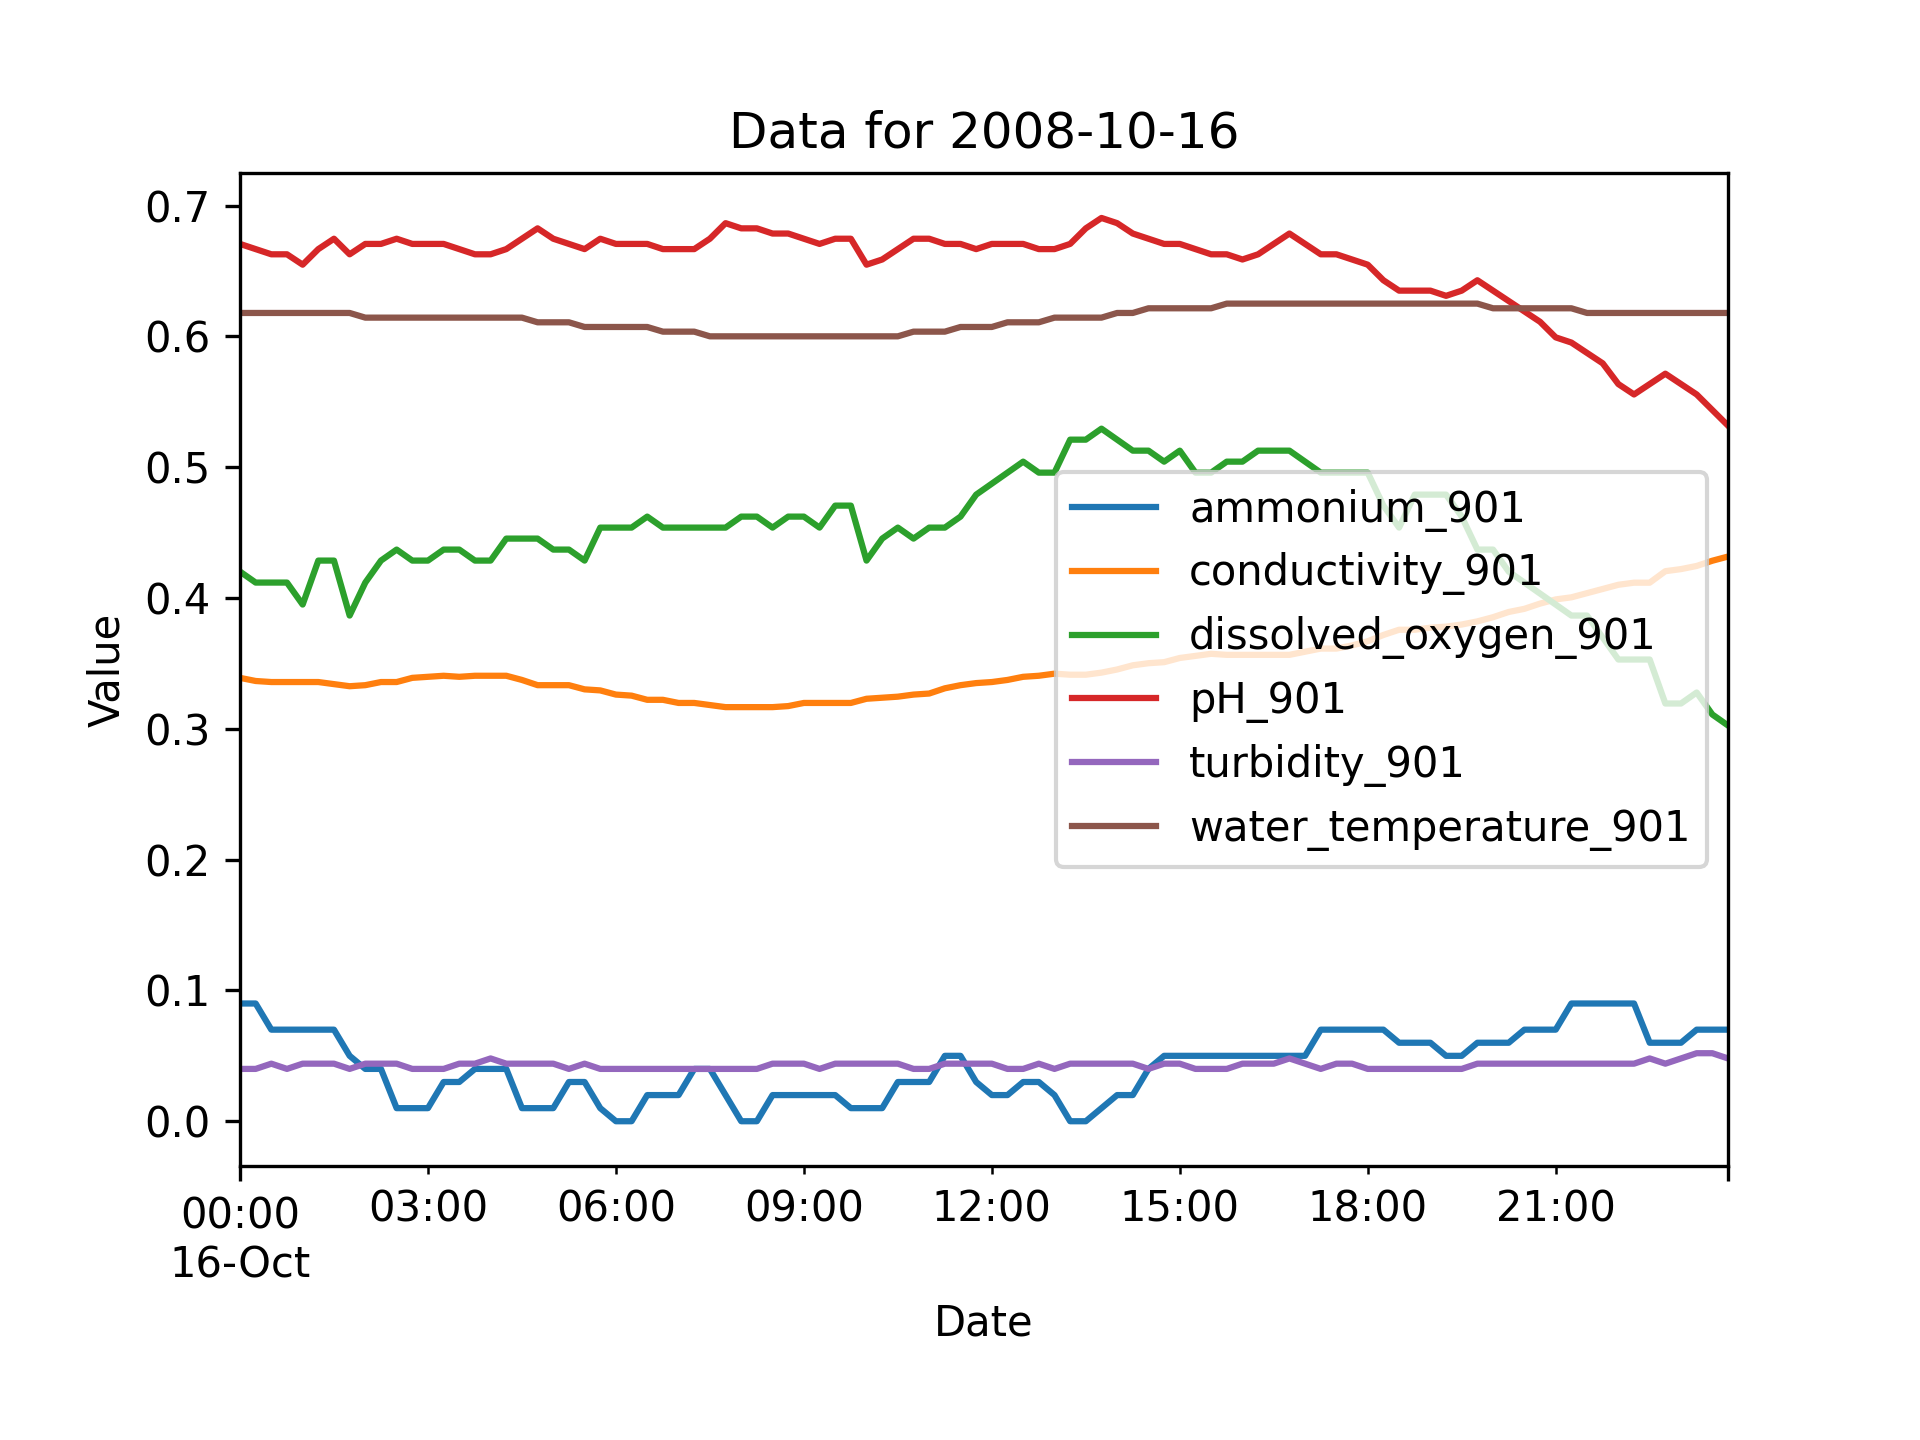 Data for 2008-10-16
0.7
0.6
0.5
0.4
0.3
0.2
0.1
0.0
Value
ammonium_901
conductivity_901
dissolved_oxygen_901
pH_901
turbidity_901
water_temperature_901
00:00 03:00 06:00 09:00 12:00 15:00 18:00 21:00
16-Oct
Date